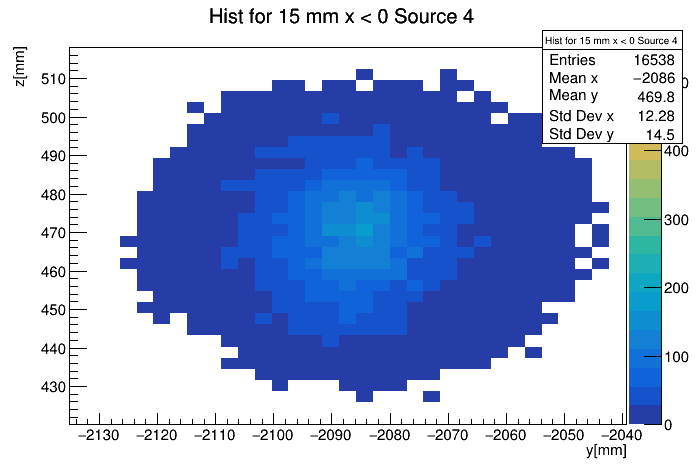 Hist for 15 mm x < 0 Source 4
Hist for 15 mm x < 0 Source 4
Entries 16538
Mean x −2086
Mean y 469.8
Std Dev x 12.28
Std Dev y 14.5
z[mm]
510
500
490
480
470
460
450
440
430
400
300
200
100
0
−2130 −2120 −2110 −2100 −2090 −2080 −2070 −2060 −2050 −2040
y[mm]